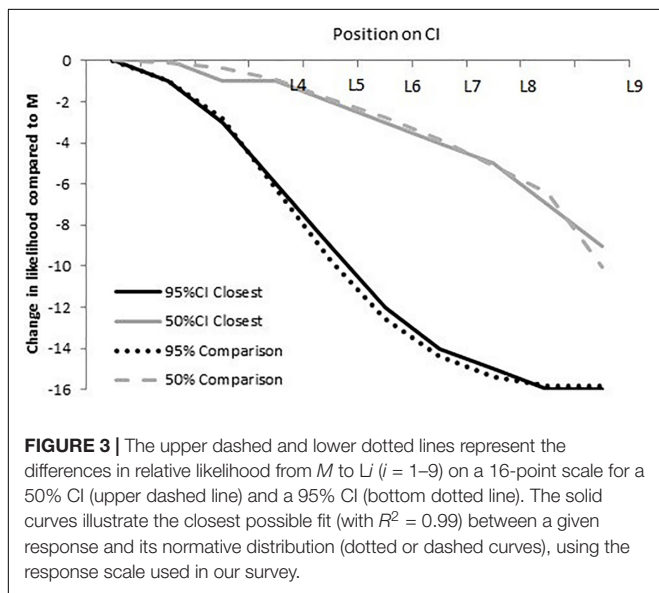 Position on CI
0
L4 L5 L6 L7 L8 L9
-2
-4
-6
-8
-10
-12
-14
-16
Change in likelihood compared to M
95%CI Closest
50%CI Closest
95% Comparison
50% Comparison
FIGURE 3 | The upper dashed and lower dotted lines represent the
differences in relative likelihood from M to Li (i = 1–9) on a 16-point scale for a
50% CI (upper dashed line) and a 95% CI (bottom dotted line). The solid
curves illustrate the closest possible fit (with R² = 0.99) between a given
response and its normative distribution (dotted or dashed curves), using the
response scale used in our survey.